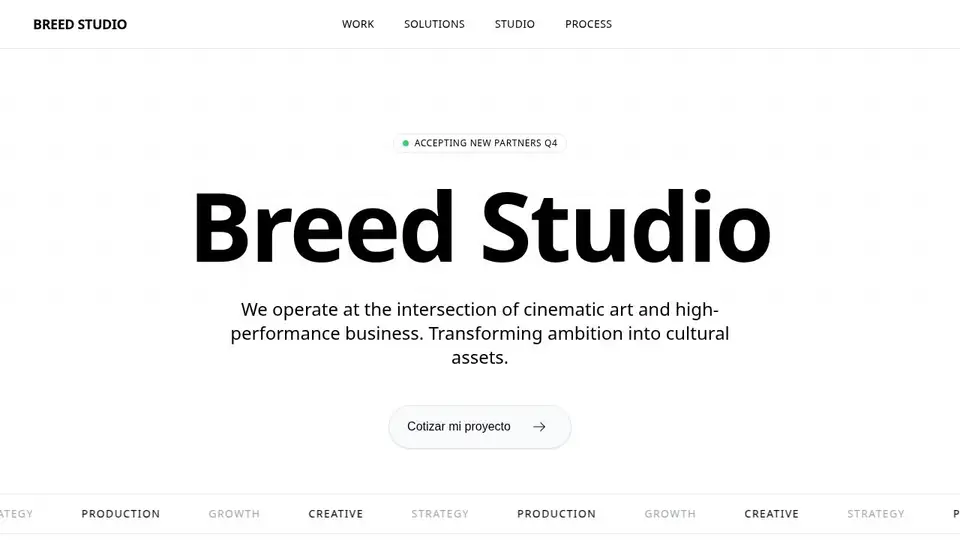 BREED STUDIO
WORK SOLUTIONS STUDIO PROCESS
ACCEPTING NEW PARTNERS Q4
Breed Studio
We operate at the intersection of cinematic art and high-
performance business. Transforming ambition into cultural
assets.
Cotizar mi proyecto →
ATEGY PRODUCTION GROWTH CREATIVE STRATEGY PRODUCTION GROWTH CREATIVE STRATEGY P